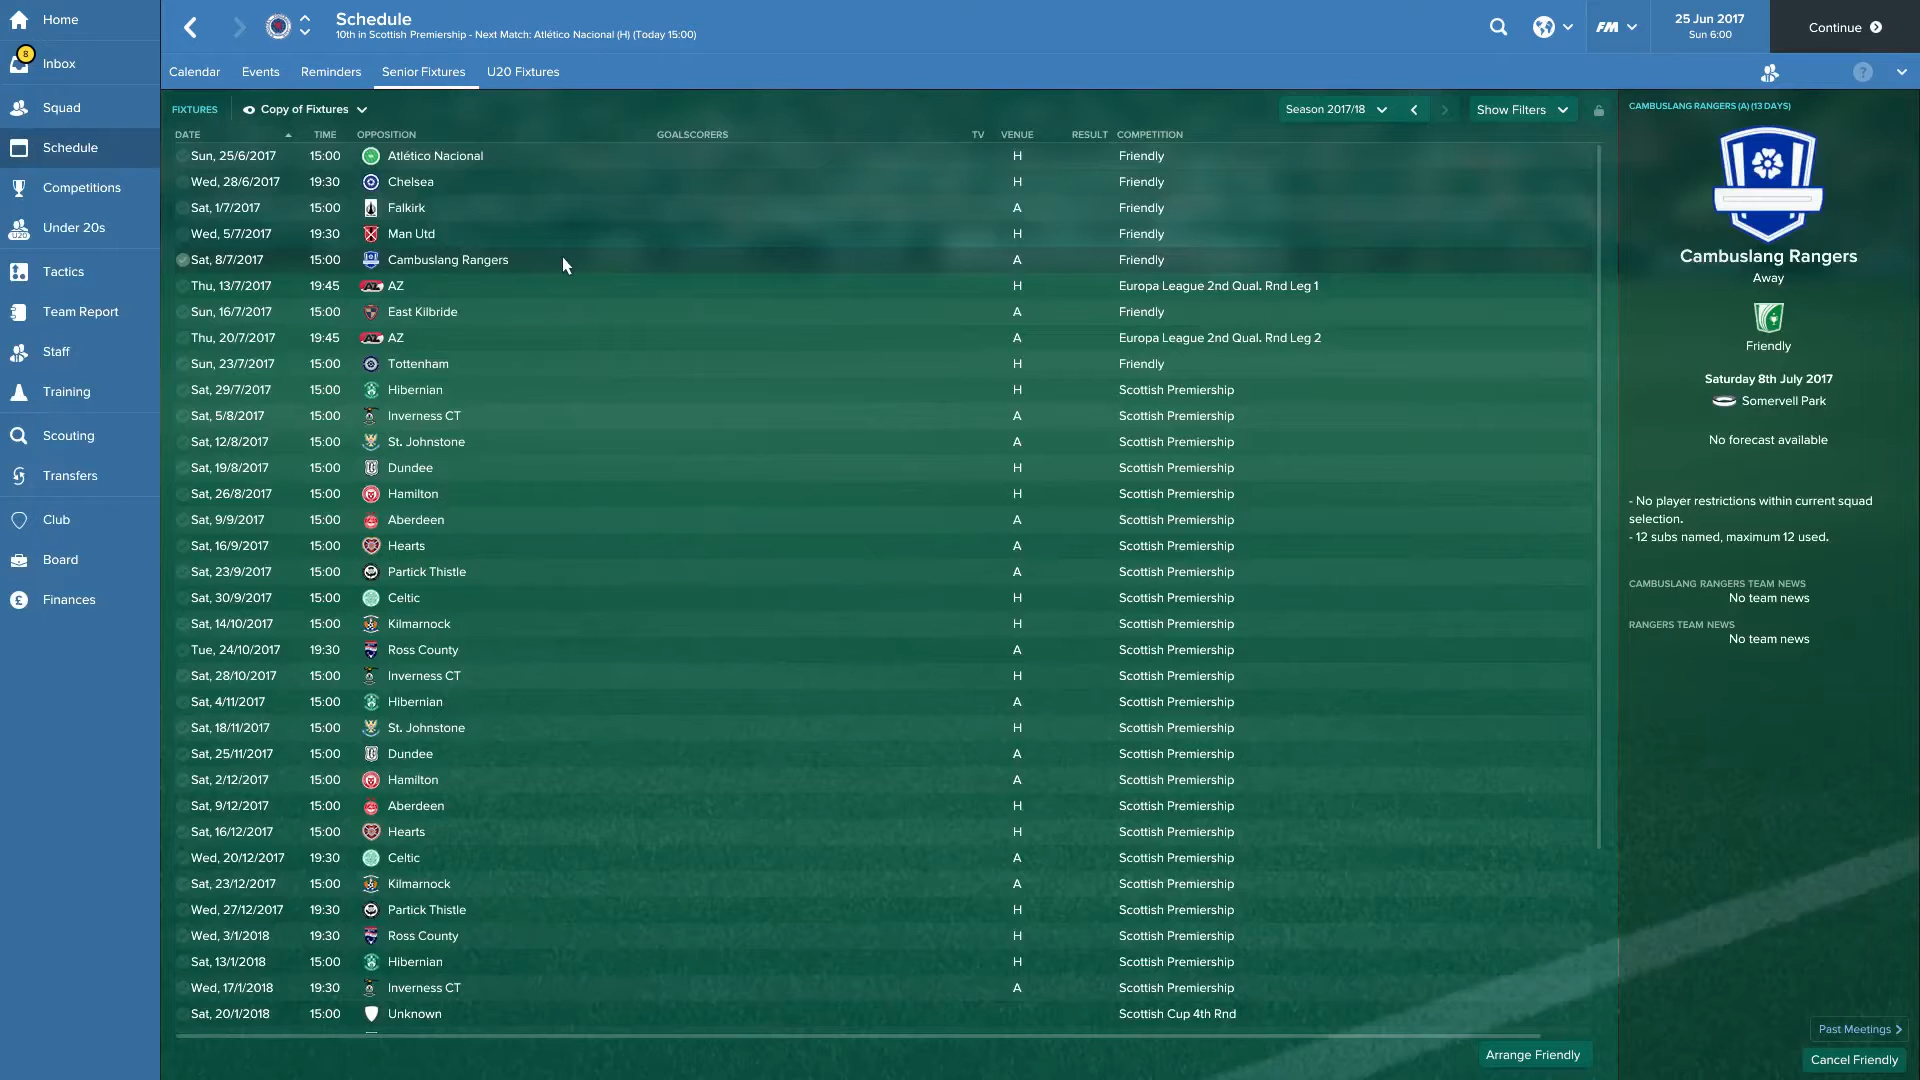 Home
8
Inbox
Squad
Schedule
Competitions
Under 20s
Tactics
Team Report
Staff
Training
Scouting
Transfers
Club
Board
Finances
Schedule
10th in Scottish Premiership - Next Match: Atlético Nacional (H) (Today 15:00)
FM
25 Jun 2017
Sun 6:00
Continue
Calendar Events Reminders Senior Fixtures U20 Fixtures
?
FIXTURES Copy of Fixtures Season 2017/18 Show Filters
DATE TIME OPPOSITION GOALSCORERS TV VENUE RESULT COMPETITION
Sun, 25/6/2017 15:00 Atlético Nacional H Friendly
Wed, 28/6/2017 19:30 Chelsea H Friendly
Sat, 1/7/2017 15:00 Falkirk A Friendly
Wed, 5/7/2017 19:30 Man Utd H Friendly
Sat, 8/7/2017 15:00 Cambuslang Rangers A Friendly
Thu, 13/7/2017 19:45 AZ H Europa League 2nd Qual. Rnd Leg 1
Sun, 16/7/2017 15:00 East Kilbride A Friendly
Thu, 20/7/2017 19:45 AZ A Europa League 2nd Qual. Rnd Leg 2
Sun, 23/7/2017 15:00 Tottenham H Friendly
Sat, 29/7/2017 15:00 Hibernian H Scottish Premiership
Sat, 5/8/2017 15:00 Inverness CT A Scottish Premiership
Sat, 12/8/2017 15:00 St. Johnstone A Scottish Premiership
Sat, 19/8/2017 15:00 Dundee H Scottish Premiership
Sat, 26/8/2017 15:00 Hamilton H Scottish Premiership
Sat, 9/9/2017 15:00 Aberdeen A Scottish Premiership
Sat, 16/9/2017 15:00 Hearts A Scottish Premiership
Sat, 23/9/2017 15:00 Partick Thistle A Scottish Premiership
Sat, 30/9/2017 15:00 Celtic H Scottish Premiership
Sat, 14/10/2017 15:00 Kilmarnock H Scottish Premiership
Tue, 24/10/2017 19:30 Ross County A Scottish Premiership
Sat, 28/10/2017 15:00 Inverness CT H Scottish Premiership
Sat, 4/11/2017 15:00 Hibernian A Scottish Premiership
Sat, 18/11/2017 15:00 St. Johnstone H Scottish Premiership
Sat, 25/11/2017 15:00 Dundee A Scottish Premiership
Sat, 2/12/2017 15:00 Hamilton A Scottish Premiership
Sat, 9/12/2017 15:00 Aberdeen H Scottish Premiership
Sat, 16/12/2017 15:00 Hearts H Scottish Premiership
Wed, 20/12/2017 19:30 Celtic A Scottish Premiership
Sat, 23/12/2017 15:00 Kilmarnock A Scottish Premiership
Wed, 27/12/2017 19:30 Partick Thistle H Scottish Premiership
Wed, 3/1/2018 19:30 Ross County H Scottish Premiership
Sat, 13/1/2018 15:00 Hibernian H Scottish Premiership
Wed, 17/1/2018 19:30 Inverness CT A Scottish Premiership
Sat, 20/1/2018 15:00 Unknown Scottish Cup 4th Rnd
Arrange Friendly
CAMBUSLANG RANGERS (A) (13 DAYS)
Cambuslang Rangers
Away
Friendly
Saturday 8th July 2017
Somervell Park
No forecast available
- No player restrictions within current squad
selection.
- 12 subs named, maximum 12 used.
CAMBUSLANG RANGERS TEAM NEWS
No team news
RANGERS TEAM NEWS
No team news
Past Meetings
Cancel Friendly